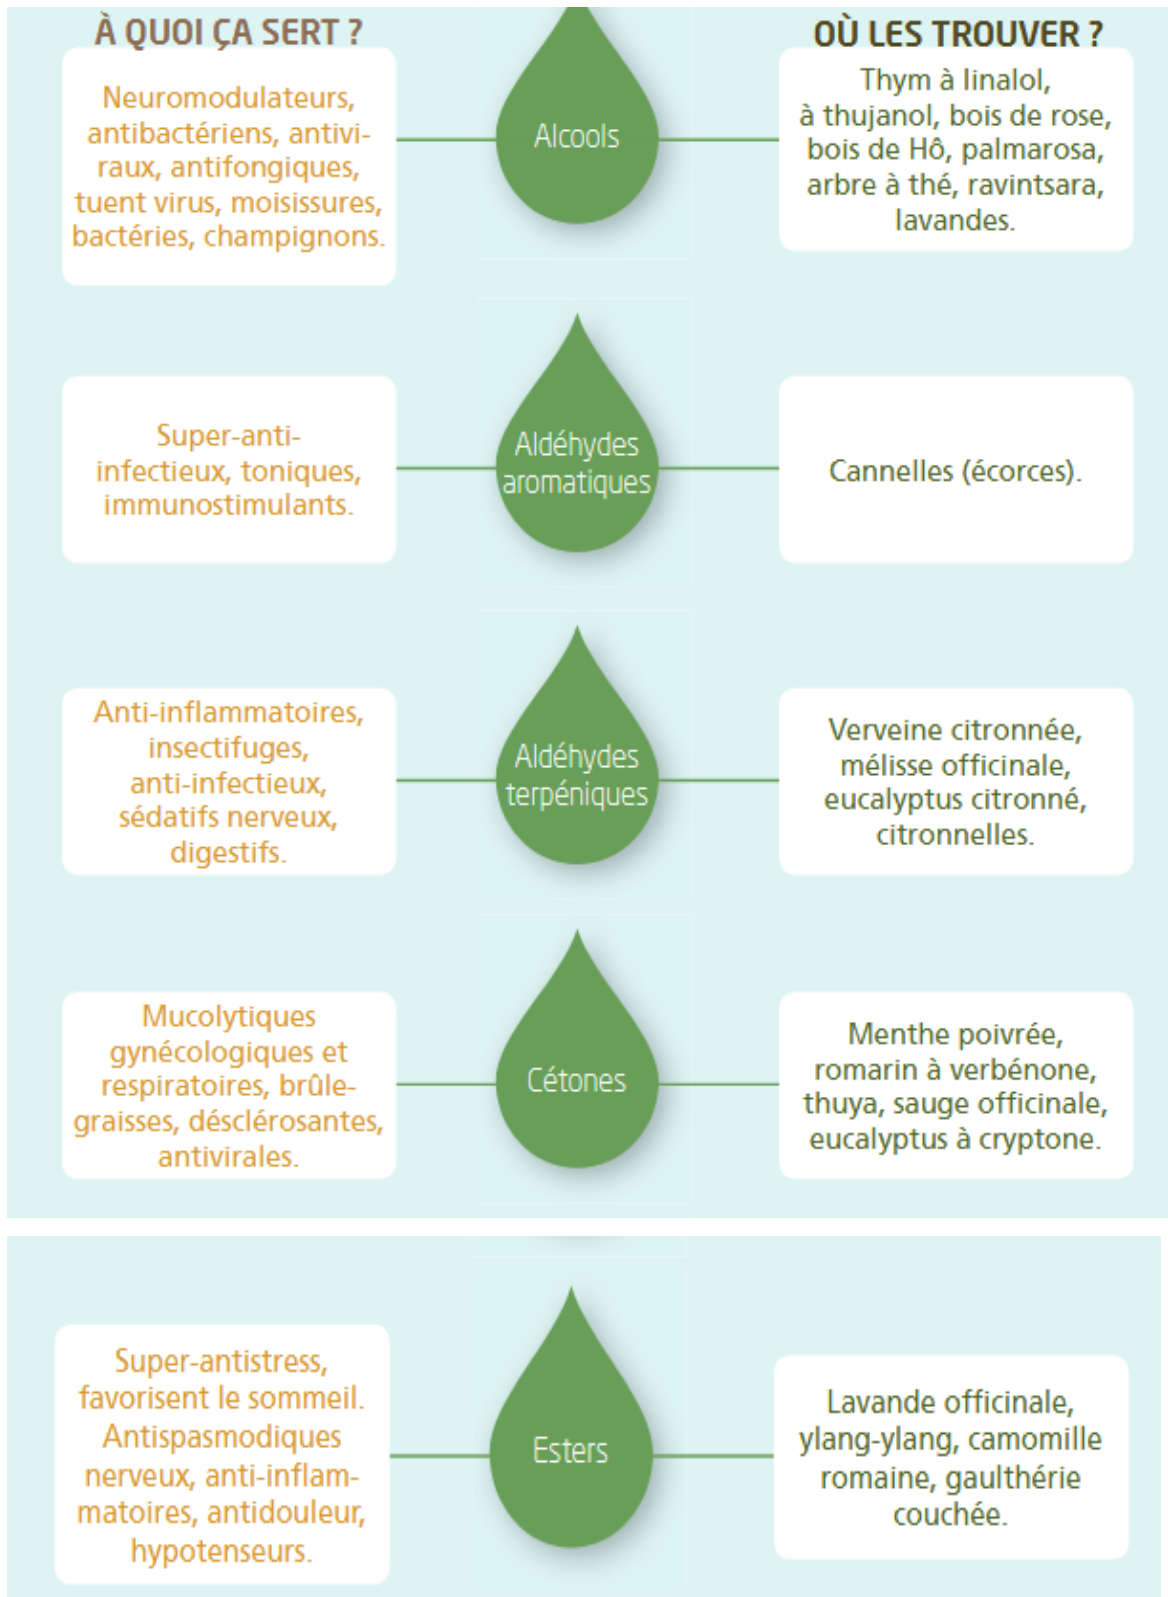 À QUOI ÇA SERT ?
OÙ LES TROUVER ?
Neuromodulateurs,
antibactériens, antivi-
raux, antifongiques,
tuent virus, moisissures,
bactéries, champignons.
Alcools
Thym à linalol,
à thujanol, bois de rose,
bois de Hô, palmarosa,
arbre à thé, ravintsara,
lavandes.
Super-anti-
infectieux, toniques,
immunostimulants.
Aldéhydes
aromatiques
Cannelles (écorces).
Anti-inflammatoires,
insectifuges,
anti-infectieux,
sédatifs nerveux,
digestifs.
Aldéhydes
terpéniques
Verveine citronnée,
mélisse officinale,
eucalyptus citronné,
citronnelles.
Mucolytiques
gynécologiques et
respiratoires, brûle-
graisses, désclérosantes,
antivirales.
Cétones
Menthe poivrée,
romarin à verbénone,
thuya, sauge officinale,
eucalyptus à cryptone.
Super-antistress,
favorisent le sommeil.
Antispasmodiques
nerveux, anti-inflam-
matoires, antidouleur,
hypotenseurs.
Esters
Lavande officinale,
ylang-ylang, camomille
romaine, gaulthérie
couchée.